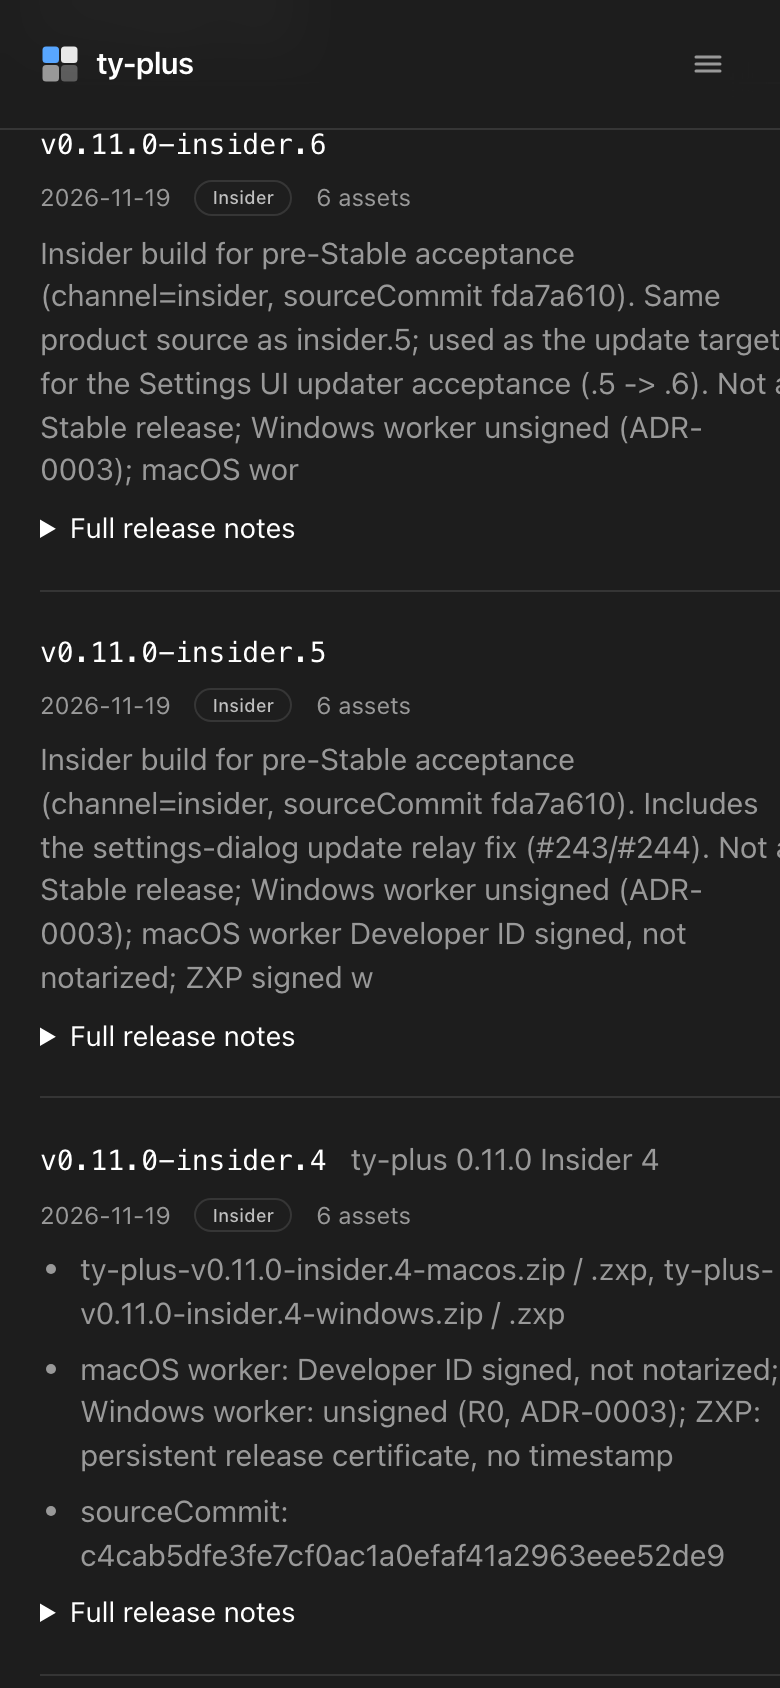 ty-plus
v0.11.0-insider.6
2026-11-19 Insider 6 assets
Insider build for pre-Stable acceptance
(channel=insider, sourceCommit fda7a610). Same
product source as insider.5; used as the update target
for the Settings UI updater acceptance (.5 -> .6). Not a
Stable release; Windows worker unsigned (ADR-
0003); macOS wor
▶ Full release notes
v0.11.0-insider.5
2026-11-19 Insider 6 assets
Insider build for pre-Stable acceptance
(channel=insider, sourceCommit fda7a610). Includes
the settings-dialog update relay fix (#243/#244). Not a
Stable release; Windows worker unsigned (ADR-
0003); macOS worker Developer ID signed, not
notarized; ZXP signed w
▶ Full release notes
v0.11.0-insider.4 ty-plus 0.11.0 Insider 4
2026-11-19 Insider 6 assets
• ty-plus-v0.11.0-insider.4-macos.zip / .zxp, ty-plus-
v0.11.0-insider.4-windows.zip / .zxp
• macOS worker: Developer ID signed, not notarized;
Windows worker: unsigned (R0, ADR-0003); ZXP:
persistent release certificate, no timestamp
• sourceCommit:
c4cab5dfe3fe7cf0ac1a0efaf41a2963eee52de9
▶ Full release notes